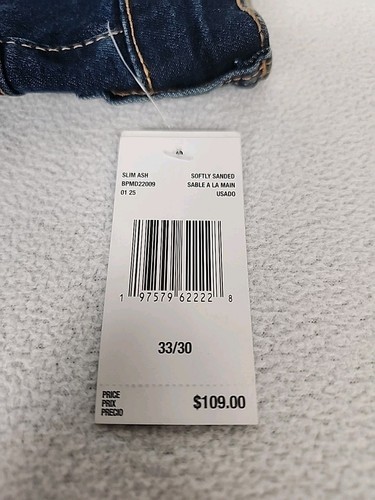 SLIM ASH SOFTLY SANDED
BPMD22009 SABLE A LA MAIN
01 25 USADO
1 97579 62222 8
33/30
PRICE
PRIX
PRECIO
$109.00